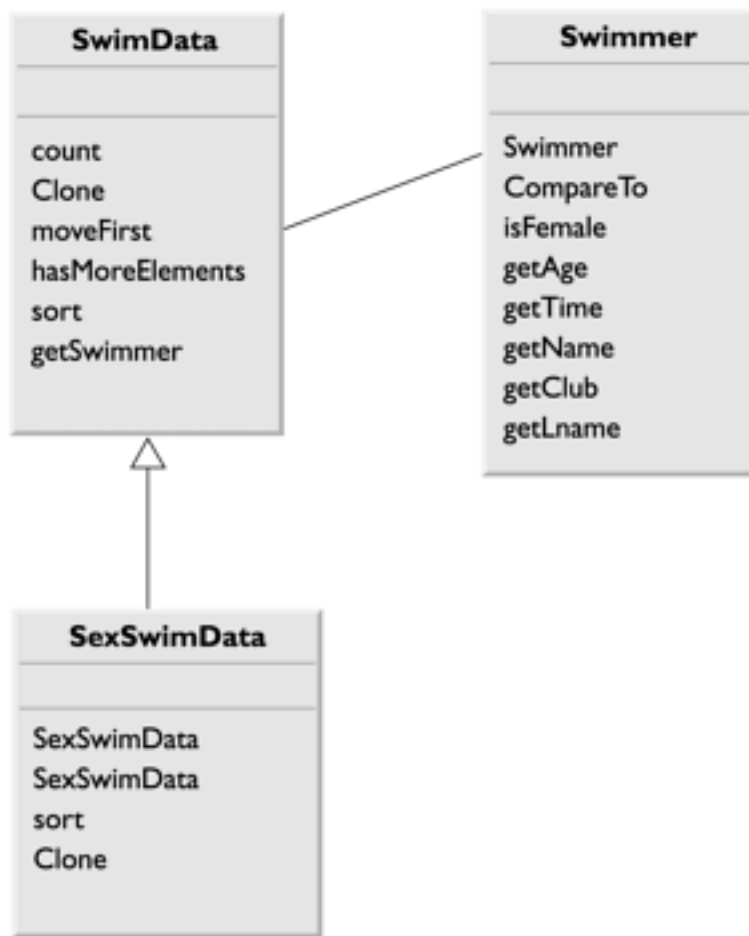 SwimData
count
Clone
moveFirst
hasMoreElements
sort
getSwimmer
Swimmer
Swimmer
CompareTo
isFemale
getAge
getTime
getName
getClub
getLname
SexSwimData
SexSwimData
SexSwimData
sort
Clone